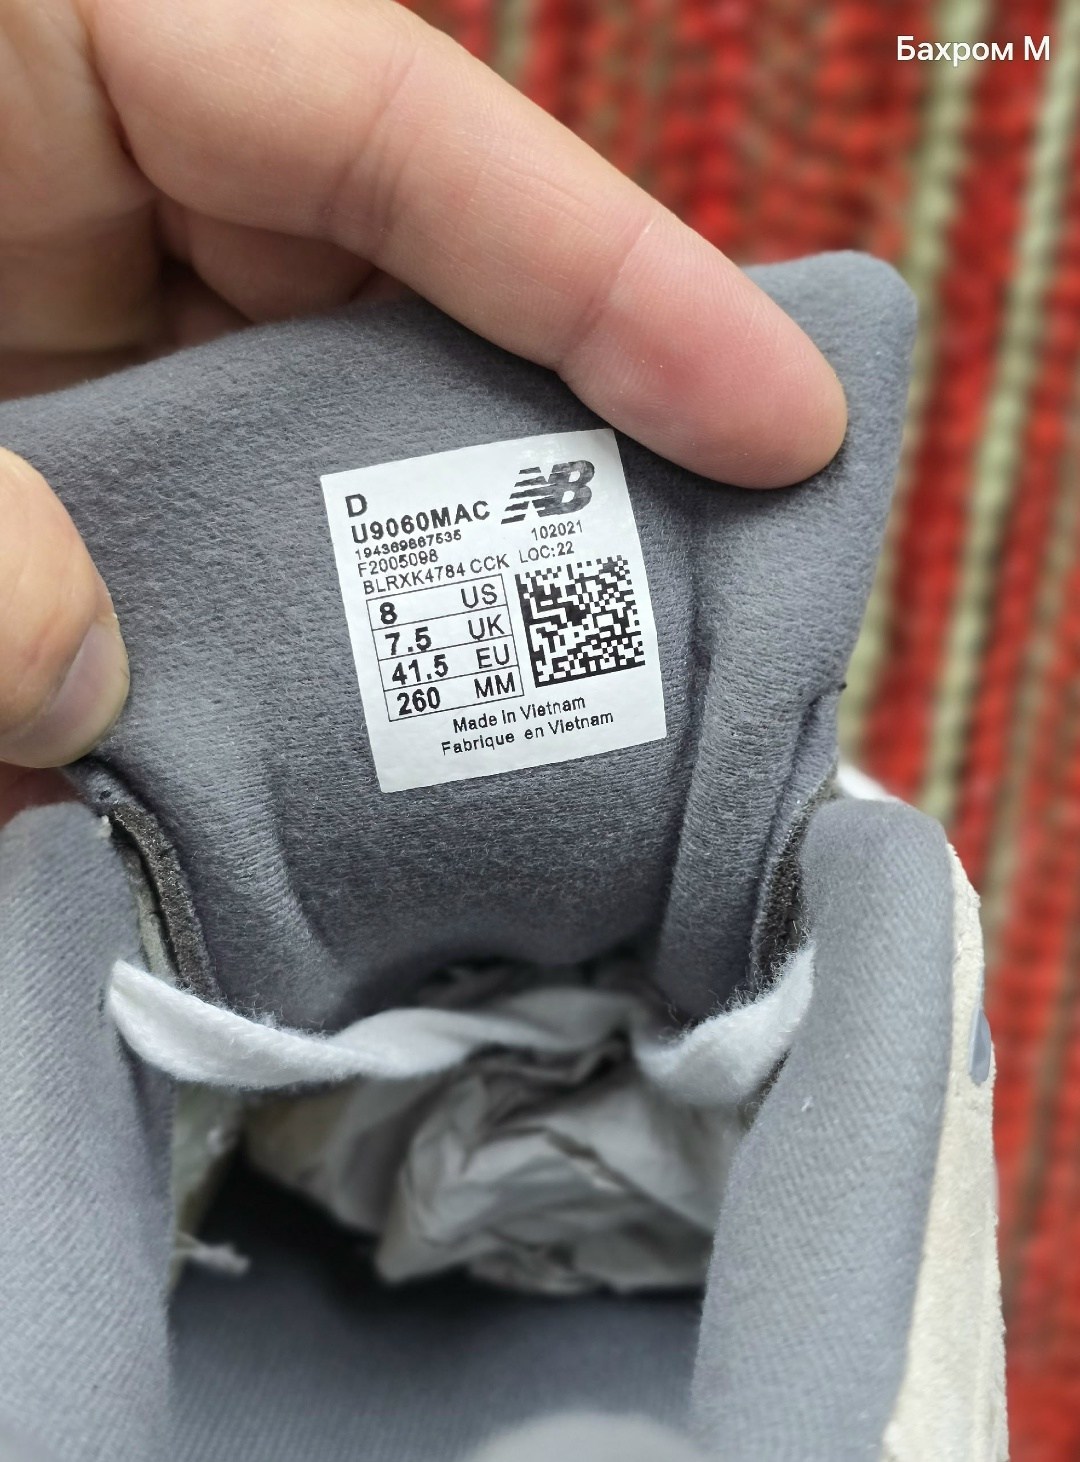 Бахром М
D
NB
U9060MAC
194369867535
102021
F2005098
LOC:22
BLRXK4784 CCK
8 US
7.5 UK
41.5 EU
260 MM
Made in Vietnam
Fabrique en Vietnam